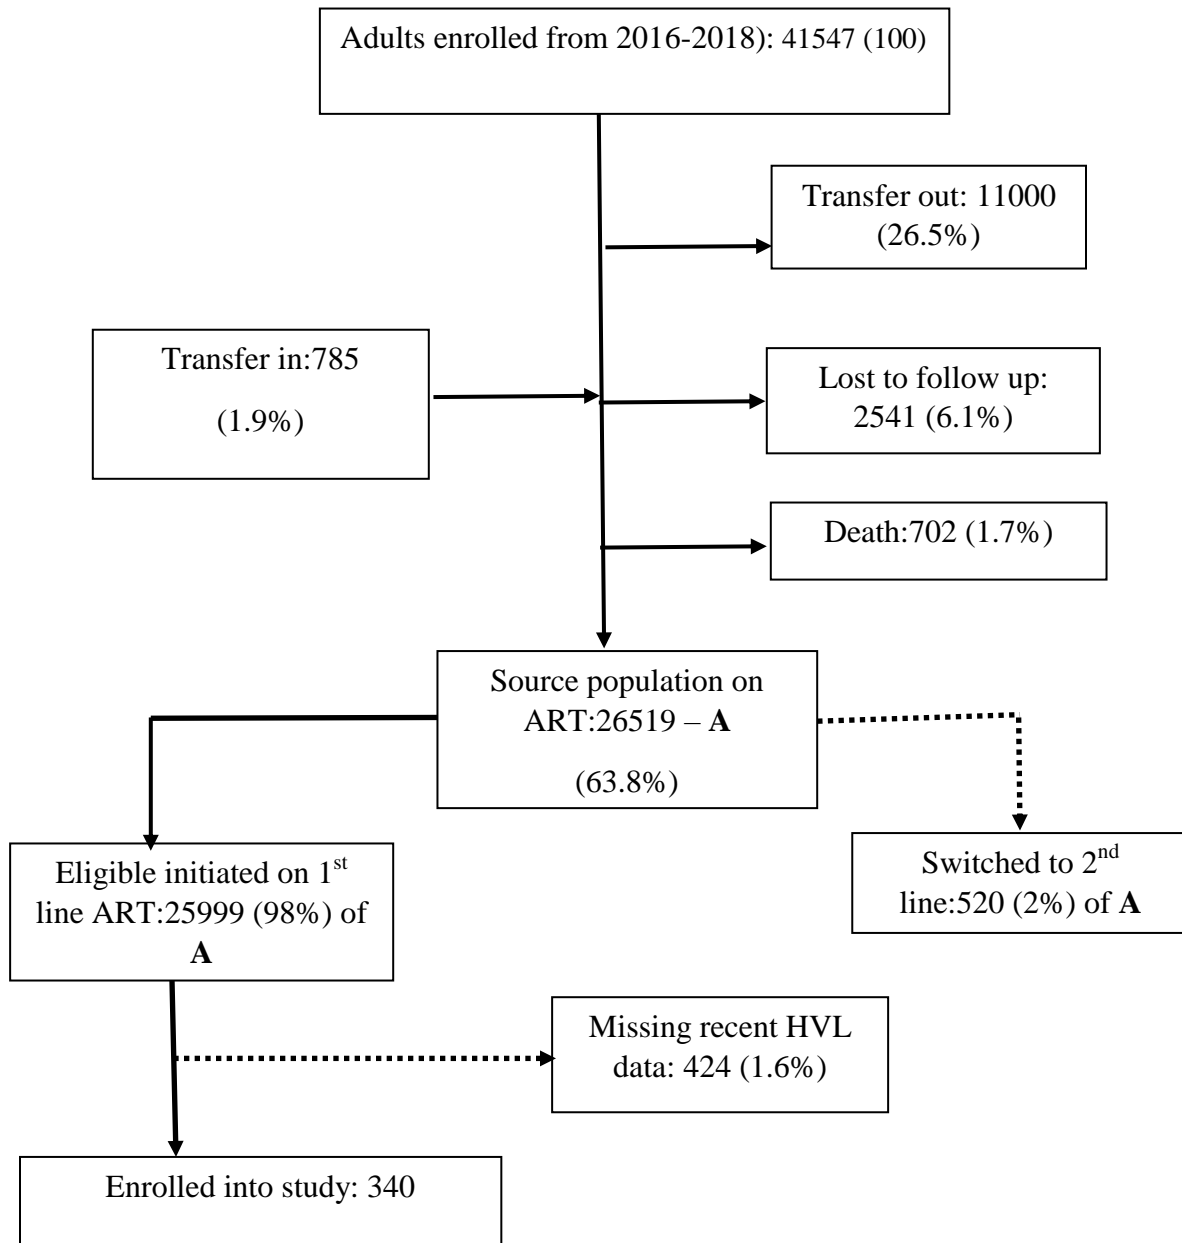 Adults enrolled from 2016-2018): 41547 (100)
Transfer out: 11000
(26.5%)
Transfer in:785
(1.9%)
Lost to follow up:
2541 (6.1%)
Death:702 (1.7%)
Source population on
ART:26519 – A
(63.8%)
Eligible initiated on 1st
line ART:25999 (98%) of
A
Switched to 2nd
line:520 (2%) of A
Missing recent HVL
data: 424 (1.6%)
Enrolled into study: 340